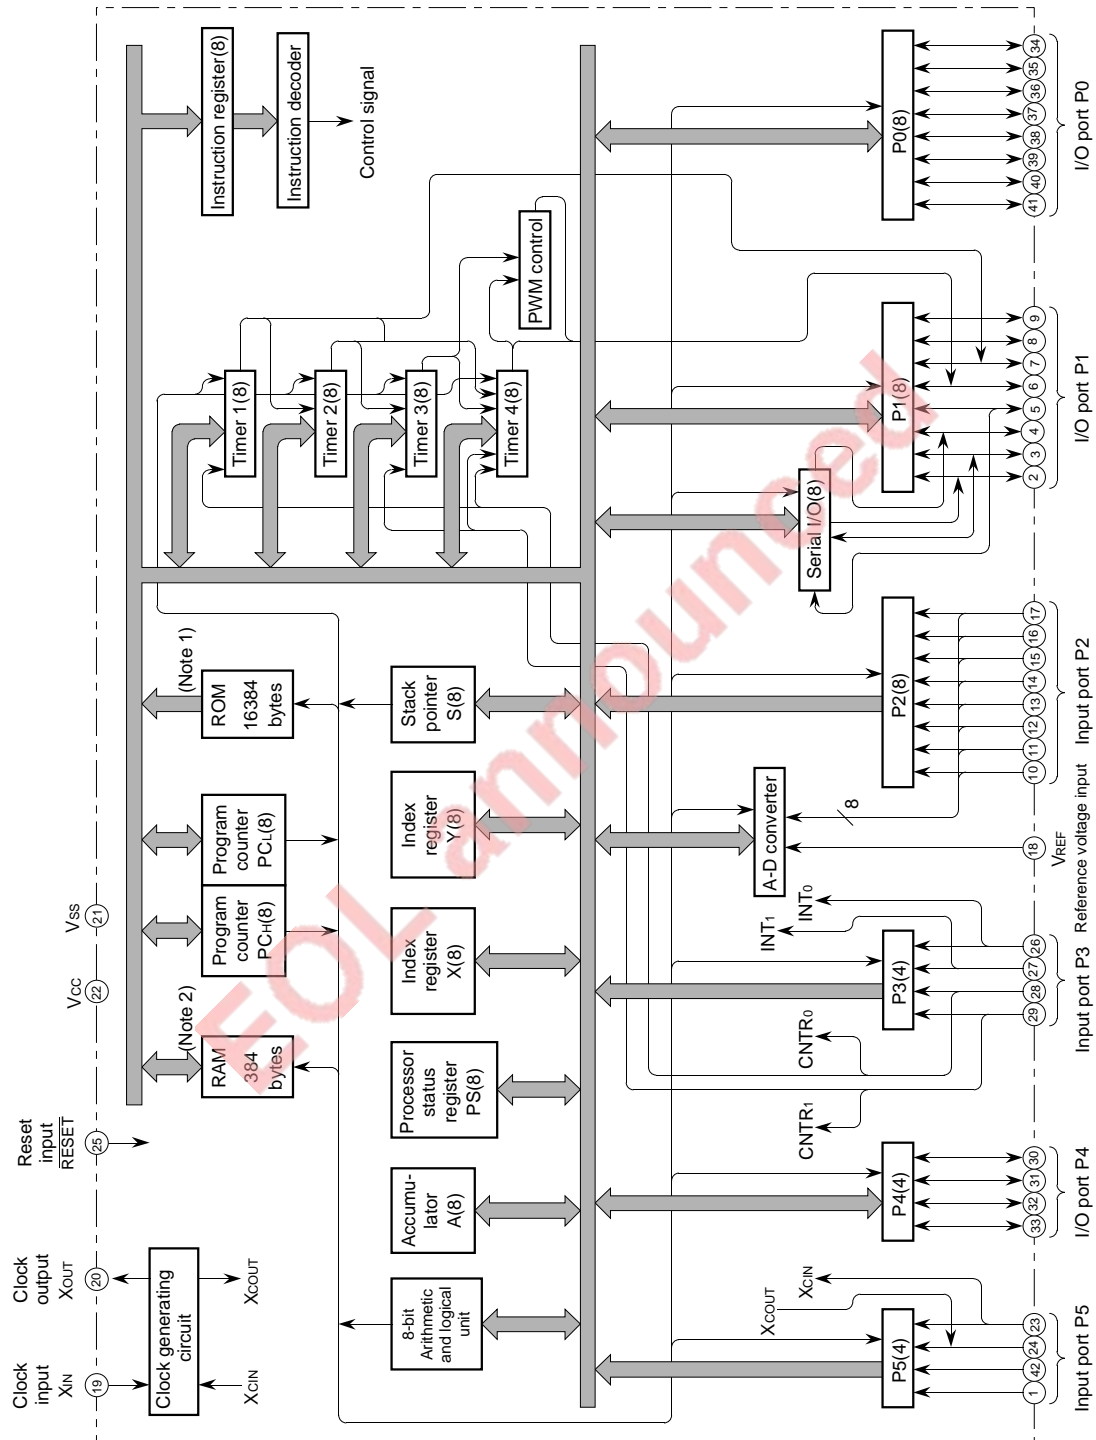 Clock
input
XIN
19
Clock
output
XOUT
20
Reset
input
RESET
25
VCC
22
VSS
21
Clock generating
circuit
XCIN
XCOUT
RAM
384
bytes
(Note 2)
Program
counter
PCH(8)
Program
counter
PCL(8)
ROM
16384
bytes
(Note 1)
Instruction register(8)
Instruction decoder
Control signal
8-bit
Arithmetic
and logical
unit
Accumu-
lator
A(8)
Processor
status
register
PS(8)
Index
register
X(8)
Index
register
Y(8)
Stack
pointer
S(8)
Timer 1(8)
Timer 2(8)
Timer 3(8)
Timer 4(8)
PWM control
XCOUT
XCIN
CNTR1
CNTR0
INT1
INT0
A-D converter
8
Serial I/O(8)
P5(4)
P4(4)
P3(4)
P2(8)
P1(8)
P0(8)
1
42
24
23
33
32
31
30
29
28
27
26
18
10
11
12
13
14
15
16
17
2
3
4
5
6
7
8
9
41
40
39
38
37
36
35
34
Input port P5
I/O port P4
Input port P3
VREF
Reference voltage input
Input port P2
I/O port P1
I/O port P0
EOL announced